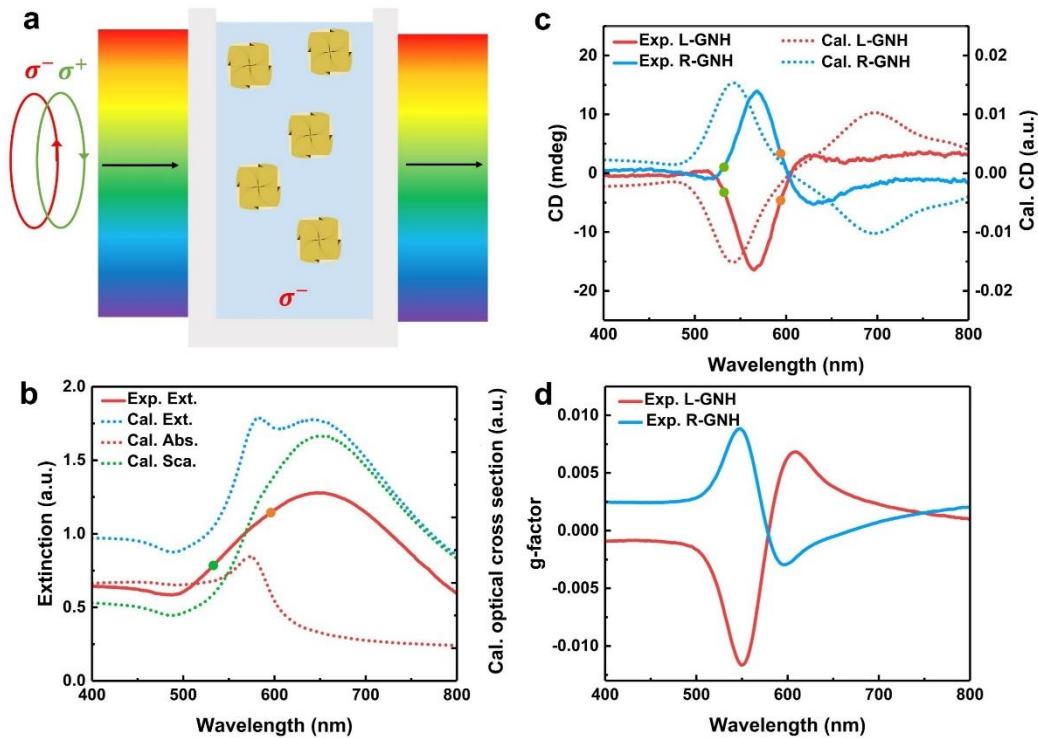 a
σ⁻ σ⁺
σ⁻
b
Exp. Ext.
Cal. Ext.
Cal. Abs.
Cal. Sca.
2.0
1.5
1.0
0.5
0.0
Extinction (a.u.)
Cal. optical cross section (a.u.)
400 500 600 700 800
Wavelength (nm)
c
Exp. L-GNH
Exp. R-GNH
Cal. L-GNH
Cal. R-GNH
20
10
0
-10
-20
CD (mdeg)
0.02
0.01
0.00
-0.01
-0.02
Cal. CD (a.u.)
400 500 600 700 800
Wavelength (nm)
d
Exp. L-GNH
Exp. R-GNH
0.010
0.005
0.000
-0.005
-0.010
g-factor
400 500 600 700 800
Wavelength (nm)